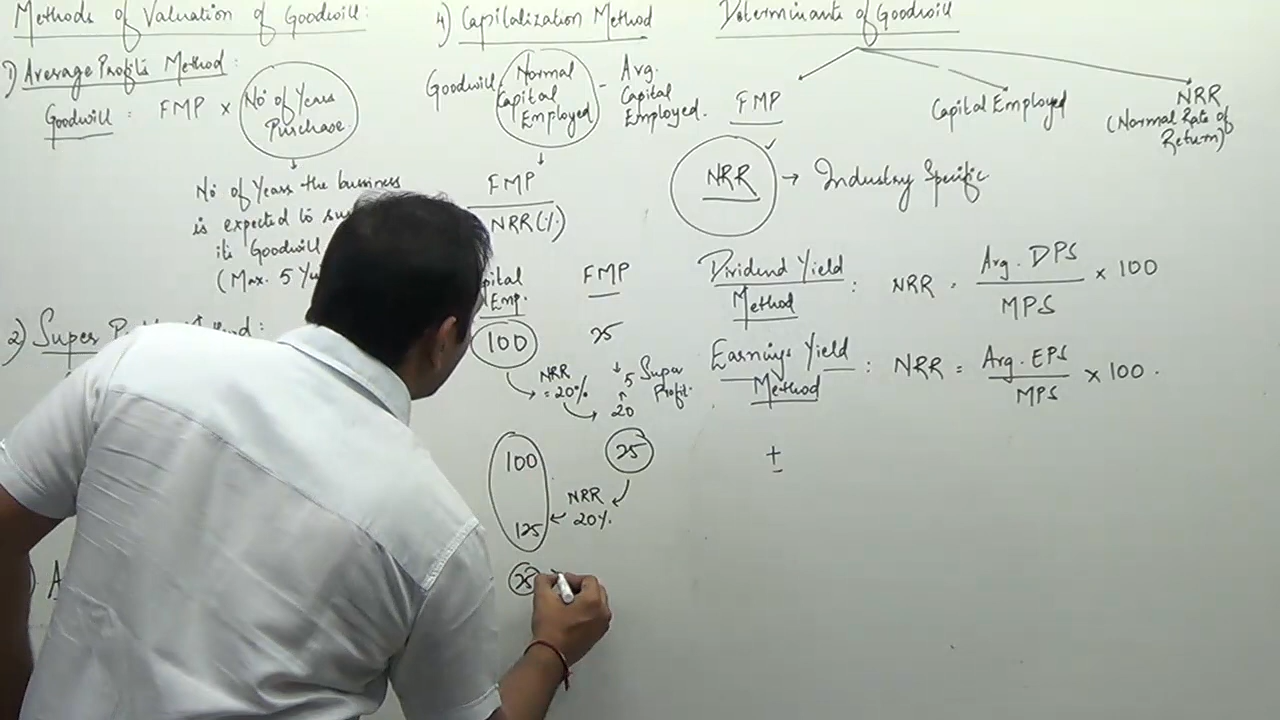 Methods of Valuation of Goodwill:
1) Average Profits Method:
Goodwill: FMP × No of Years
Purchase.
No of Years the bussiness
is expected to
its Goodwill
(Max. 5
2) Super
4) Capitalization Method
Goodwill: Normal
Capital
Employed
- Avg.
Capital
Employed.
FMP
NRR(%)
Emp.
FMP
100
25
NRR
= 20%
5 Super
Profit.
20
100
25
NRR
20%.
125
25
Determinants of Goodwill
FMP
Capital Employed
NRR
(Normal Rate of
Return)
NRR → Industry Specific
Dividend Yield
Method : NRR = Avg. DPS
MPS
× 100
Earnings Yield
Method : NRR = Avg. EPS
MPS
× 100.
+